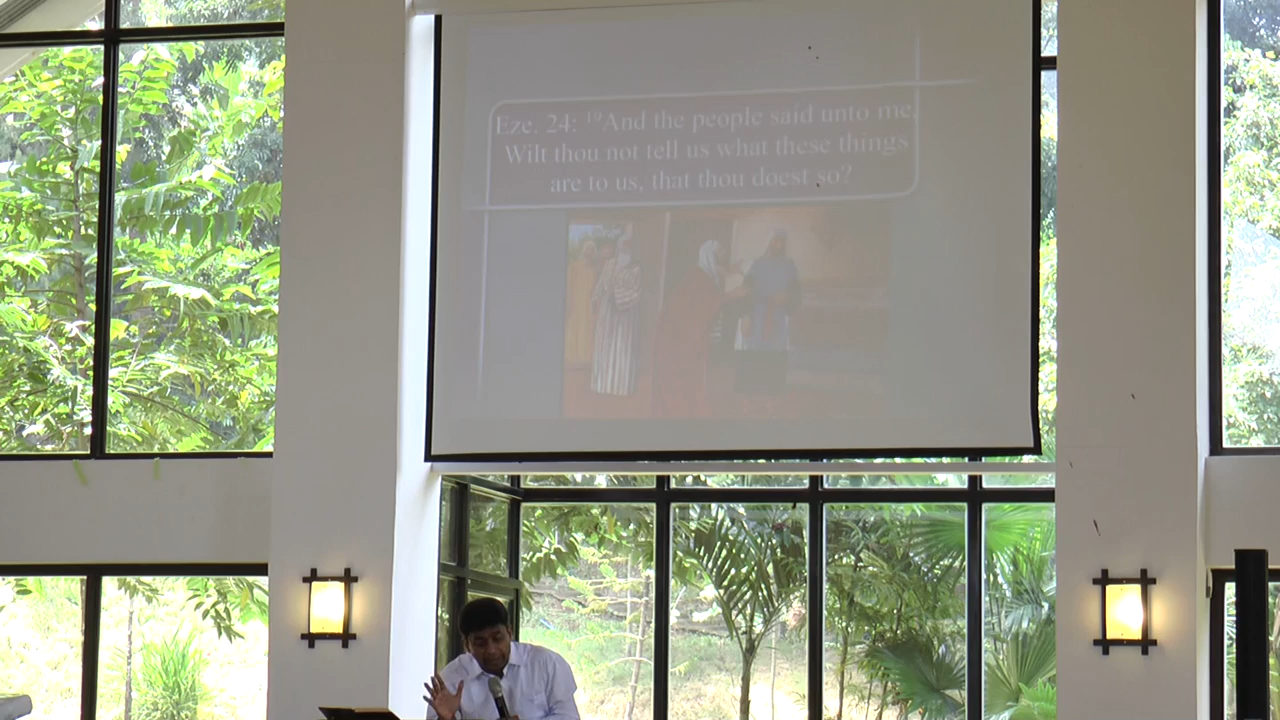 Eze. 24: ¹⁹And the people said unto me,
Wilt thou not tell us what these things
are to us, that thou doest so?